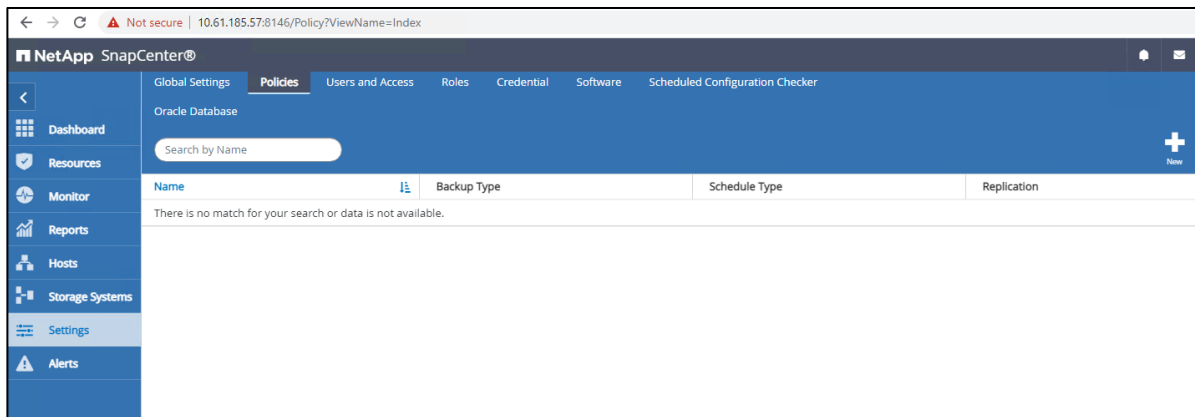 Not secure | 10.61.185.57:8146/Policy?ViewName=Index
NetApp SnapCenter®
Global Settings Policies Users and Access Roles Credential Software Scheduled Configuration Checker
Oracle Database
Dashboard
Search by Name
New
Resources
Name Backup Type Schedule Type Replication
Monitor
There is no match for your search or data is not available.
Reports
Hosts
Storage Systems
Settings
Alerts